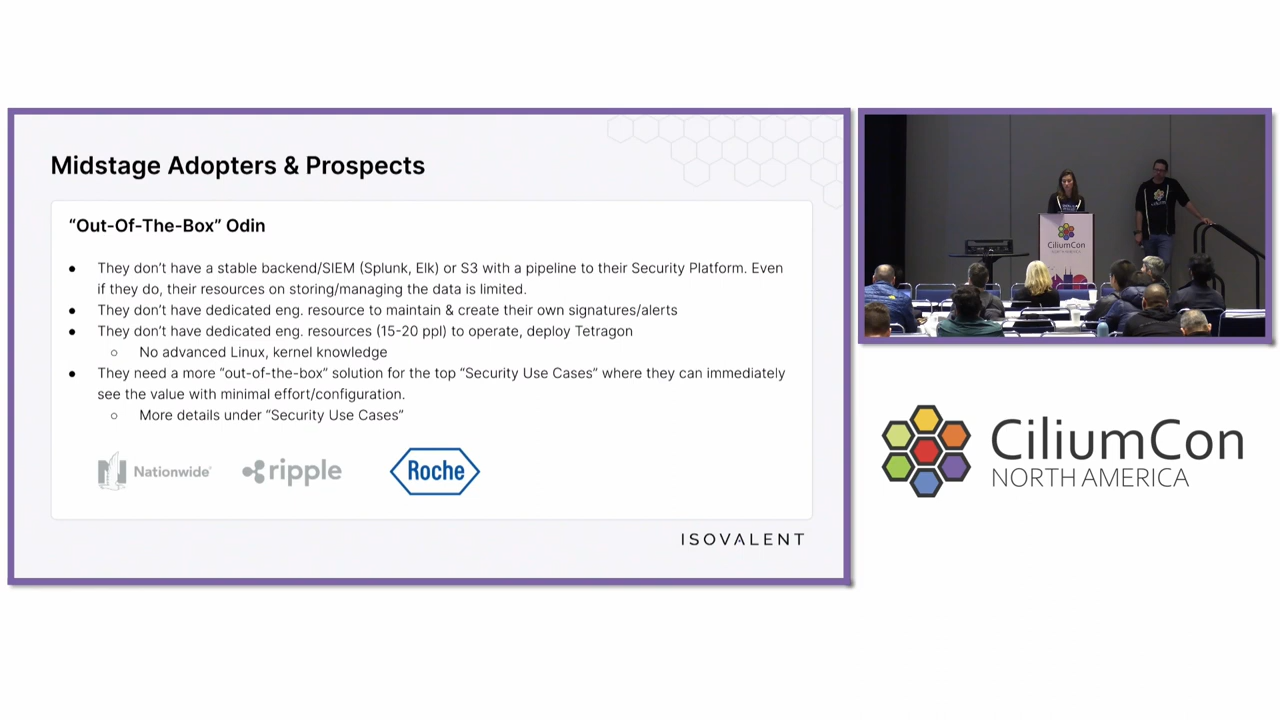 Midstage Adopters & Prospects
“Out-Of-The-Box” Odin
● They don’t have a stable backend/SIEM (Splunk, Elk) or S3 with a pipeline to their Security Platform. Even
if they do, their resources on storing/managing the data is limited.
● They don’t have dedicated eng. resource to maintain & create their own signatures/alerts
● They don’t have dedicated eng. resources (15-20 ppl) to operate, deploy Tetragon
○ No advanced Linux, kernel knowledge
● They need a more “out-of-the-box” solution for the top “Security Use Cases” where they can immediately
see the value with minimal effort/configuration.
○ More details under “Security Use Cases”
Nationwide®
ripple
Roche
ISOVALENT
CiliumCon
CiliumCon
NORTH AMERICA